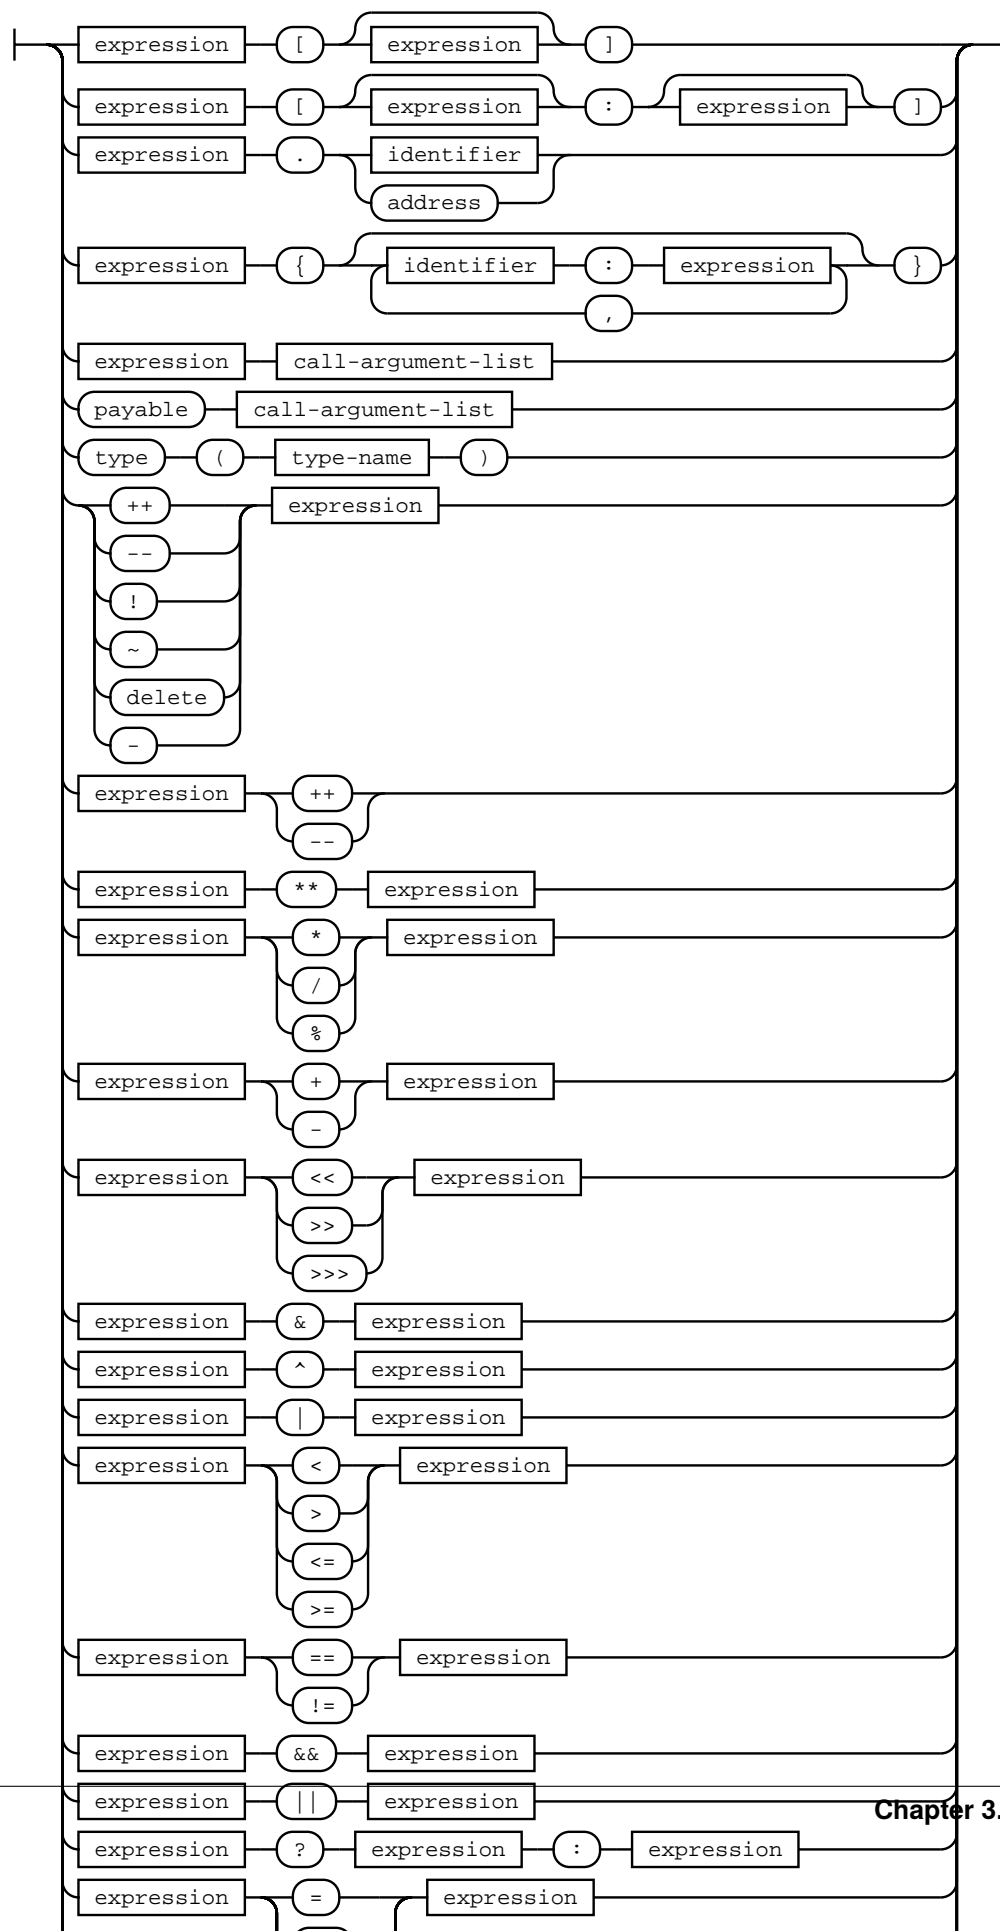 expression [ expression ]
expression [ expression : expression ]
expression . identifier
address
expression { identifier : expression }
,
expression call-argument-list
payable call-argument-list
type ( type-name )
++ expression
--
!
~
delete
-
expression ++
--
expression ** expression
expression * expression
/
%
expression + expression
-
expression << expression
>>
>>>
expression & expression
expression ^ expression
expression | expression
expression < expression
>
<=
>=
expression == expression
!=
expression && expression
expression || expression
Chapter 3.
expression ? expression : expression
expression = expression